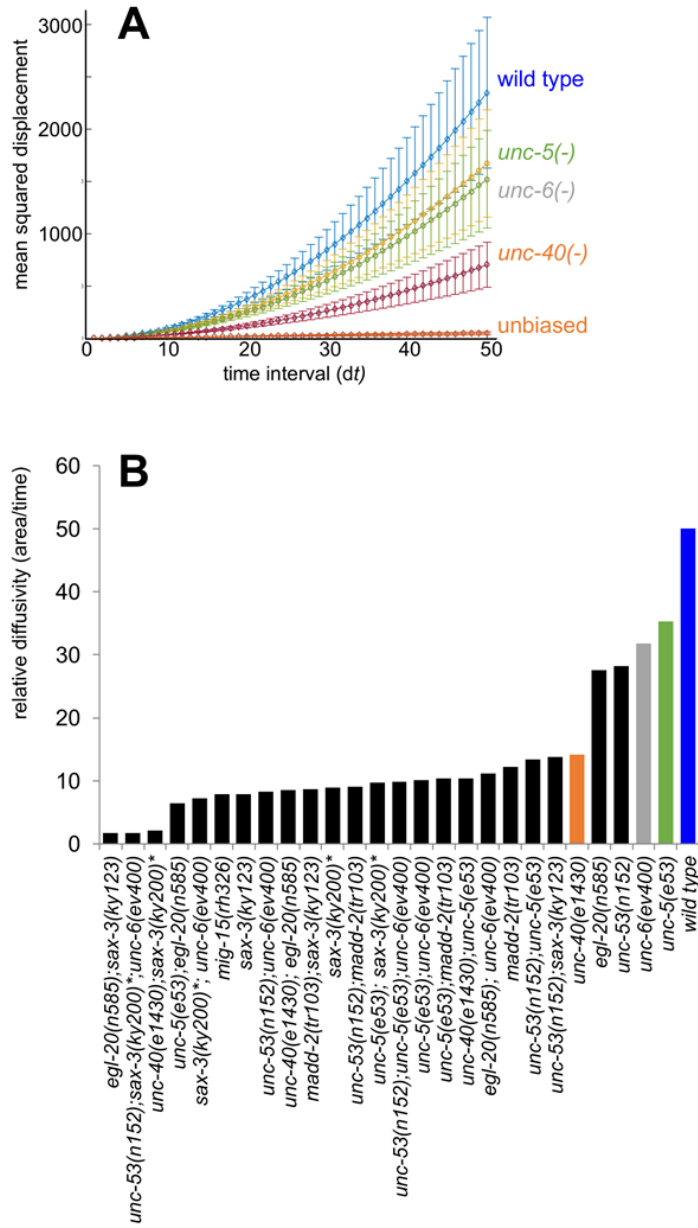 A
3000
2000
1000
mean squared displacement
wild type
unc-5(-)
unc-6(-)
unc-40(-)
unbiased
0 10 20 30 40 50
time interval (dt)
B
60
50
40
30
20
10
0
relative diffusivity (area/time)
egl-20(n585);sax-3(ky123)
unc-53(n152);sax-3(ky200)*;unc-6(ev400)
unc-40(e1430);sax-3(ky200)*
unc-5(e53);egl-20(n585)
sax-3(ky200)*; unc-6(ev400)
mig-15(rh326)
sax-3(ky123)
unc-53(n152);unc-6(ev400)
unc-40(e1430); egl-20(n585)
madd-2(tr103);sax-3(ky123)
sax-3(ky200)*
unc-53(n152);madd-2(tr103)
unc-5(e53); sax-3(ky200)*
unc-53(n152);unc-5(e53);unc-6(ev400)
unc-5(e53);unc-6(ev400)
unc-5(e53);madd-2(tr103)
unc-40(e1430);unc-5(e53)
egl-20(n585); unc-6(ev400)
madd-2(tr103)
unc-53(n152);unc-5(e53)
unc-53(n152);sax-3(ky123)
unc-40(e1430)
egl-20(n585)
unc-53(n152)
unc-6(ev400)
unc-5(e53)
wild type